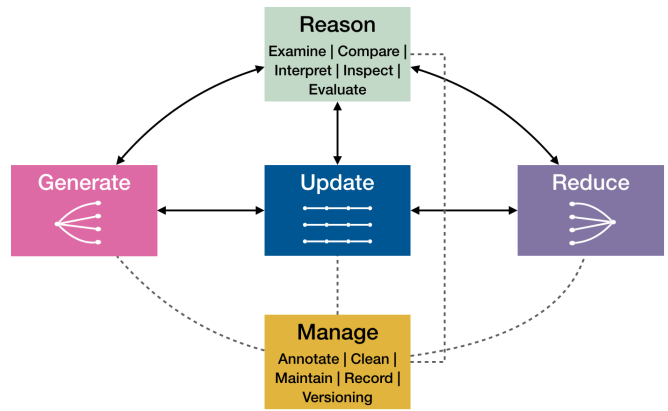 Reason
Examine | Compare |
Interpret | Inspect |
Evaluate
Generate
Update
Reduce
Manage
Annotate | Clean |
Maintain | Record |
Versioning